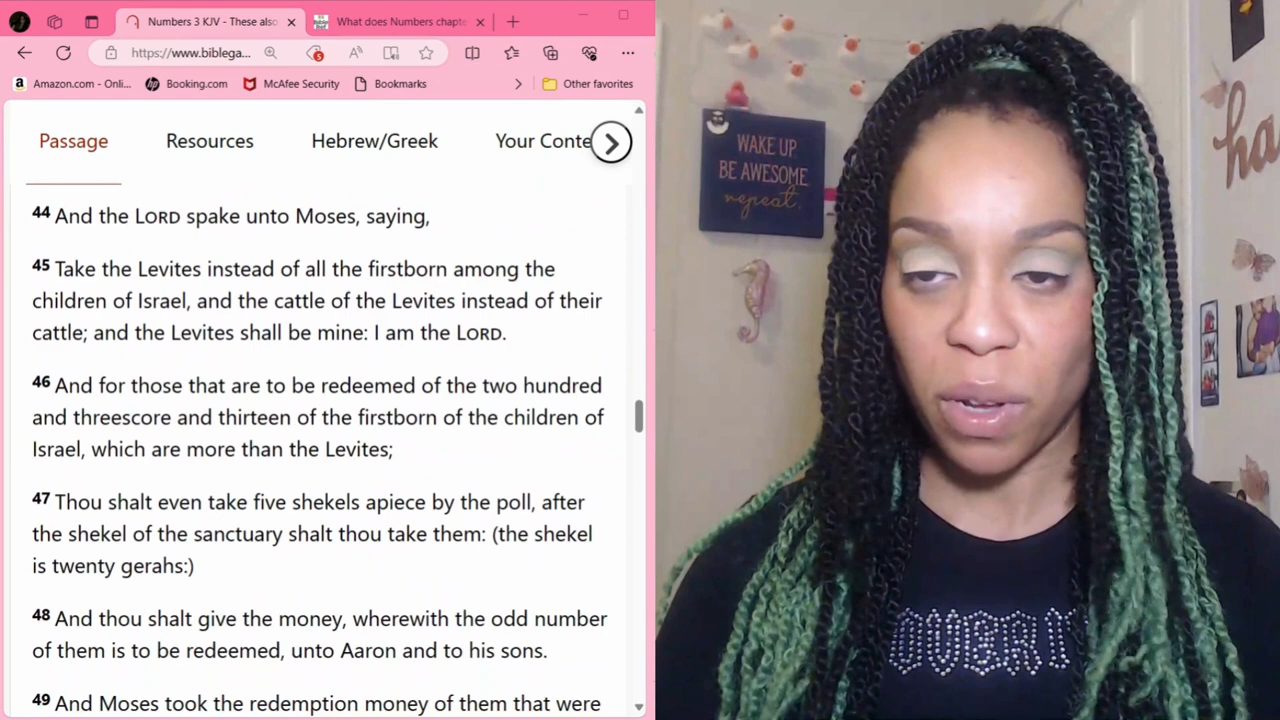 Numbers 3 KJV - These also
What does Numbers chapte
https://www.biblega...
5
Amazon.com - Onli...
Booking.com
McAfee Security
Bookmarks
Other favorites
Passage
Resources
Hebrew/Greek
Your Conte
44 And the LORD spake unto Moses, saying,
45 Take the Levites instead of all the firstborn among the
children of Israel, and the cattle of the Levites instead of their
cattle; and the Levites shall be mine: I am the LORD.
46 And for those that are to be redeemed of the two hundred
and threescore and thirteen of the firstborn of the children of
Israel, which are more than the Levites;
47 Thou shalt even take five shekels apiece by the poll, after
the shekel of the sanctuary shalt thou take them: (the shekel
is twenty gerahs:)
48 And thou shalt give the money, wherewith the odd number
of them is to be redeemed, unto Aaron and to his sons.
49 And Moses took the redemption money of them that were
WAKE UP
BE AWESOME
repeat.
ha